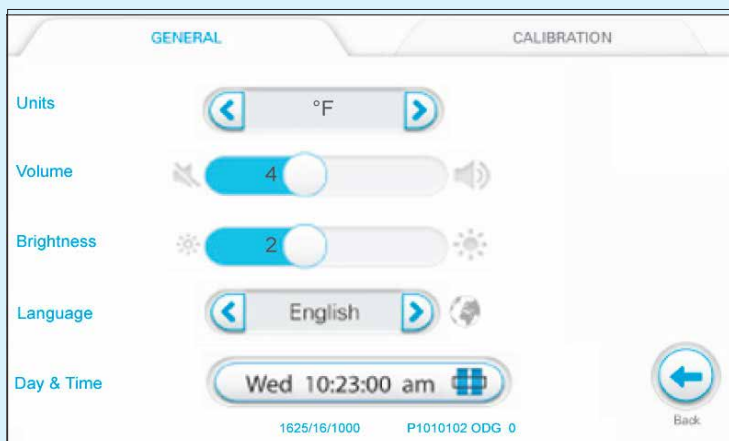 GENERAL CALIBRATION
Units °F
Volume 4
Brightness 2
Language English
Day & Time Wed 10:23:00 am
Back
1625/16/1000 P1010102 ODG 0